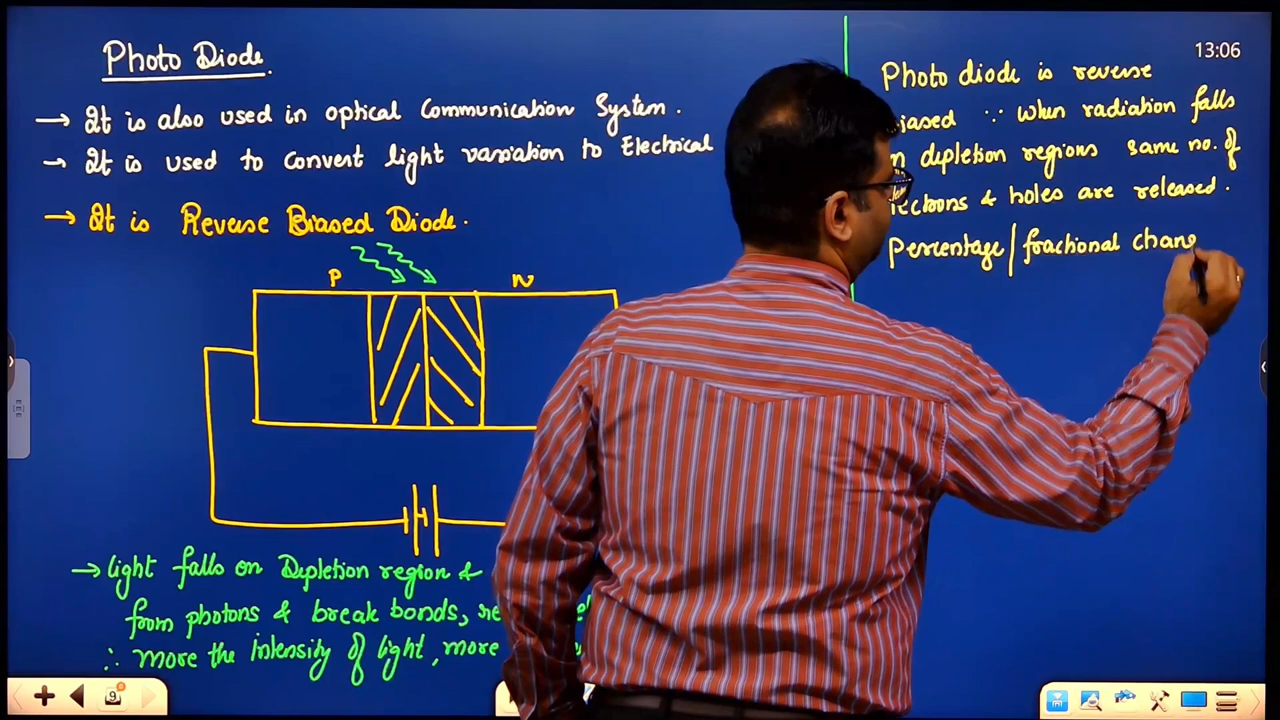 Photo Diode
→ It is also used in optical Communication System.
→ It is used to Convert light variation to Electrical
→ It is Reverse Biased Diode.
P N
→ light falls on Depletion region &
from photons & break bonds,
∴ more the intensity of light, more
13:06
Photo diode is reverse
∵ When radiation falls
depletion regions same no. of
& holes are released.
Percentage/fractional chang
9